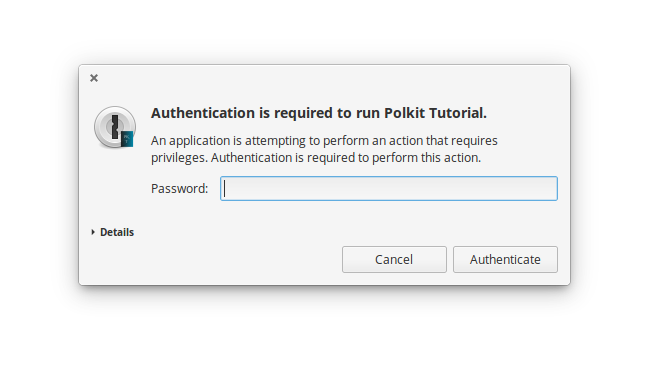 Authentication is required to run Polkit Tutorial.
An application is attempting to perform an action that requires
privileges. Authentication is required to perform this action.
Password:
Details
Cancel
Authenticate